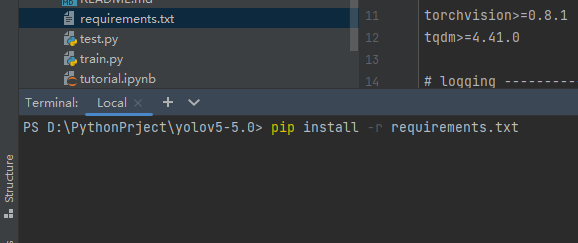 README.md
requirements.txt
test.py
train.py
tutorial.ipynb
11 torchvision>=0.8.1
12 tqdm>=4.41.0
13
14 # logging ----------
Terminal: Local × +
PS D:\PythonPrject\yolov5-5.0> pip install -r requirements.txt
Structure